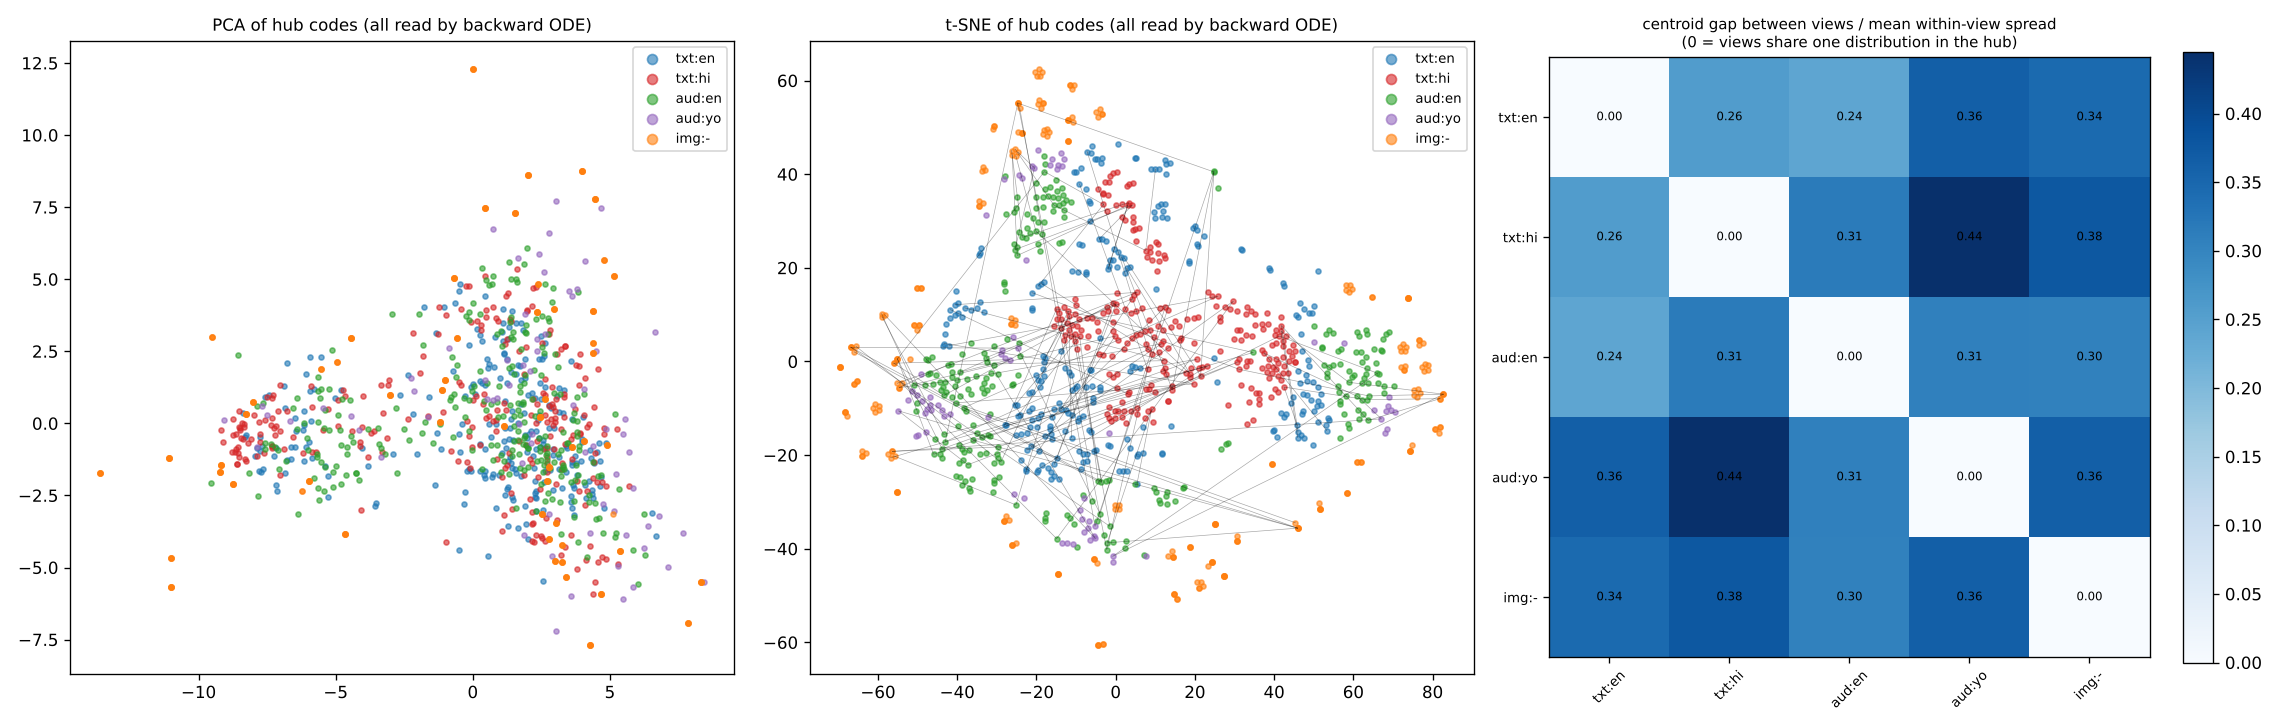 PCA of hub codes (all read by backward ODE)
12.5
10.0
7.5
5.0
2.5
0.0
−2.5
−5.0
−7.5
−10
−5
0
5
txt:en
txt:hi
aud:en
aud:yo
img:-
t-SNE of hub codes (all read by backward ODE)
60
40
20
0
−20
−40
−60
−60
−40
−20
0
20
40
60
80
txt:en
txt:hi
aud:en
aud:yo
img:-
centroid gap between views / mean within-view spread
(0 = views share one distribution in the hub)
txt:en
0.00
0.26
0.24
0.36
0.34
txt:hi
0.26
0.00
0.31
0.44
0.38
aud:en
0.24
0.31
0.00
0.31
0.30
aud:yo
0.36
0.44
0.31
0.00
0.36
img:-
0.34
0.38
0.30
0.36
0.00
txt:en
txt:hi
aud:en
aud:yo
img:-
0.40
0.35
0.30
0.25
0.20
0.15
0.10
0.05
0.00